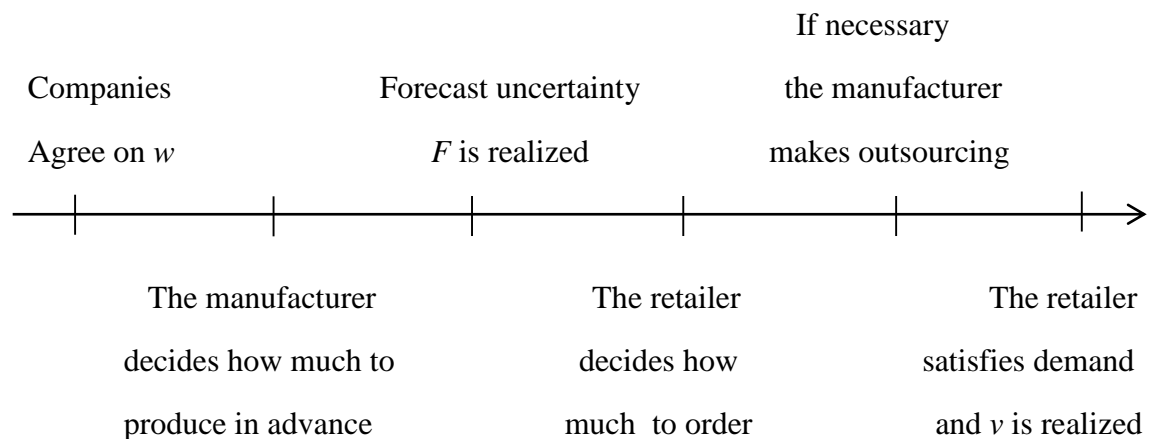 If necessary
Companies Forecast uncertainty the manufacturer
Agree on w F is realized makes outsourcing
The manufacturer The retailer The retailer
decides how much to decides how satisfies demand
produce in advance much to order and v is realized